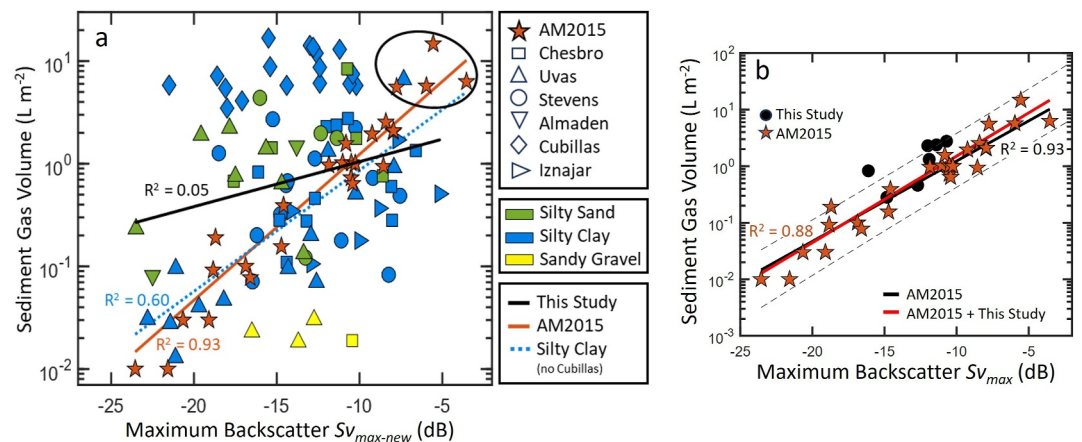 a
Sediment Gas Volume (L m⁻²)
10¹
10⁰
10⁻¹
10⁻²
R² = 0.05
R² = 0.60
R² = 0.93
-25
-20
-15
-10
-5
Maximum Backscatter Sv max-new (dB)
AM2015
Chesbro
Uvas
Stevens
Almaden
Cubillas
Iznajar
Silty Sand
Silty Clay
Sandy Gravel
This Study
AM2015
Silty Clay
(no Cubillas)
b
Sediment Gas Volume (L m⁻²)
10²
10¹
10⁰
10⁻¹
10⁻²
10⁻³
This Study
AM2015
R² = 0.93
R² = 0.88
AM2015
AM2015 + This Study
-25
-20
-15
-10
-5
Maximum Backscatter Sv max (dB)